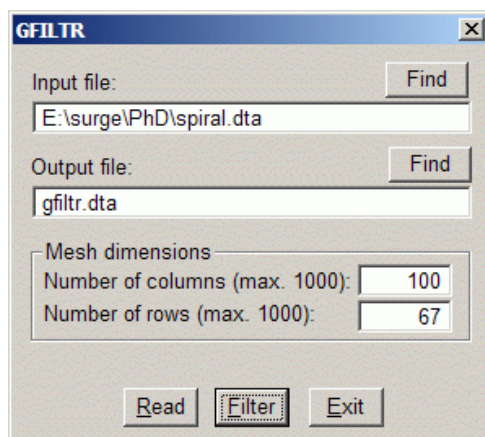 GFILTR
Input file:
Find
E:\surge\PhD\spiral.dta
Output file:
Find
gfiltr.dta
Mesh dimensions
Number of columns (max. 1000): 100
Number of rows (max. 1000): 67
Read Filter Exit